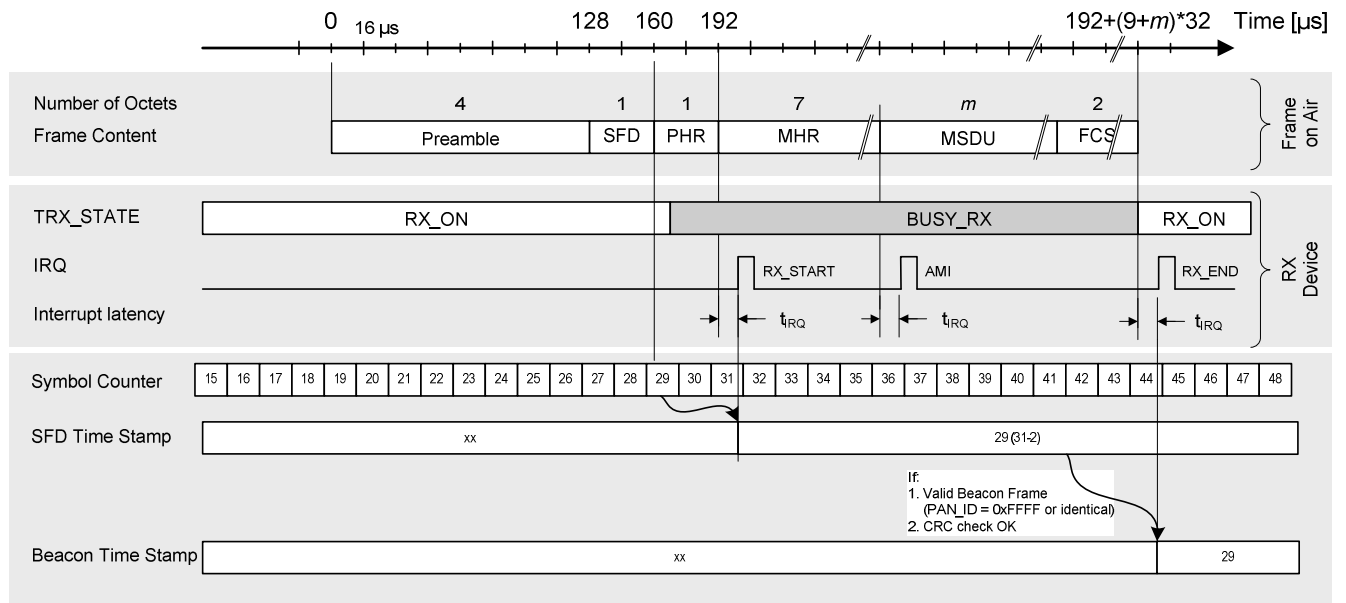 0 16 µs 128 160 192 192+(9+m)*32 Time [µs]
Number of Octets 4 1 1 7 m 2
Frame Content Preamble SFD PHR MHR MSDU FCS
Frame on Air
TRX_STATE RX_ON BUSY_RX RX_ON
IRQ RX_START AMI RX_END
Interrupt latency tIRQ tIRQ tIRQ
RX Device
Symbol Counter 15 16 17 18 19 20 21 22 23 24 25 26 27 28 29 30 31 32 33 34 35 36 37 38 39 40 41 42 43 44 45 46 47 48
SFD Time Stamp xx 29 (31-2)
If:
1. Valid Beacon Frame
(PAN_ID = 0xFFFF or identical)
2. CRC check OK
Beacon Time Stamp xx 29